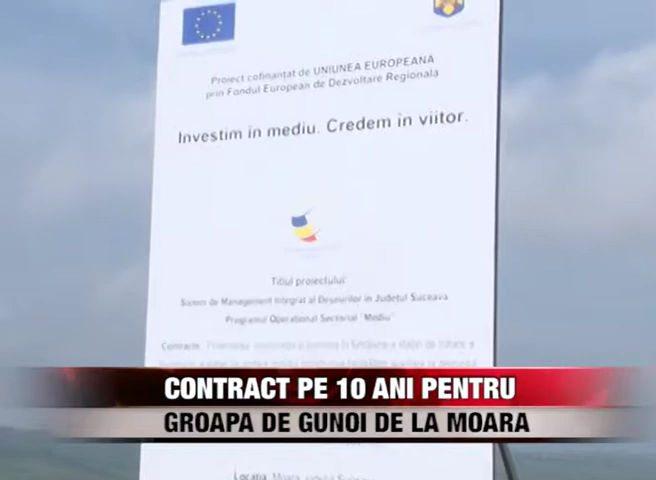 Proiect cofinanțat de UNIUNEA EUROPEANA
prin Fondul European de Dezvoltare Regionala
Investim in mediu. Credem in viitor.
Titlul proiectului
Sistem de Management Integrat al Deseurilor in Judetul Suceava
Programul Operational Sectorial "Mediu"
Contracte
CONTRACT PE 10 ANI PENTRU
GROAPA DE GUNOI DE LA MOARA
Locatia Moara